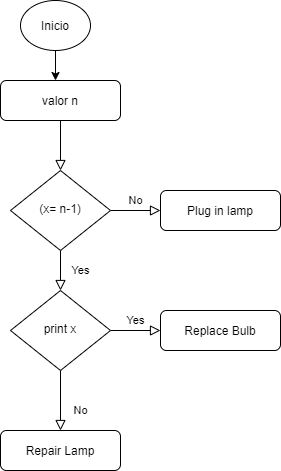 Inicio
valor n
(x= n-1)
No
Plug in lamp
Yes
print x
Yes
Replace Bulb
No
Repair Lamp